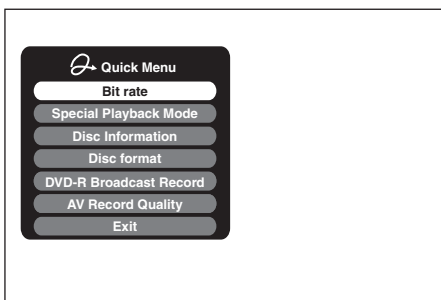 Quick Menu
Bit rate
Special Playback Mode
Disc Information
Disc format
DVD-R Broadcast Record
AV Record Quality
Exit